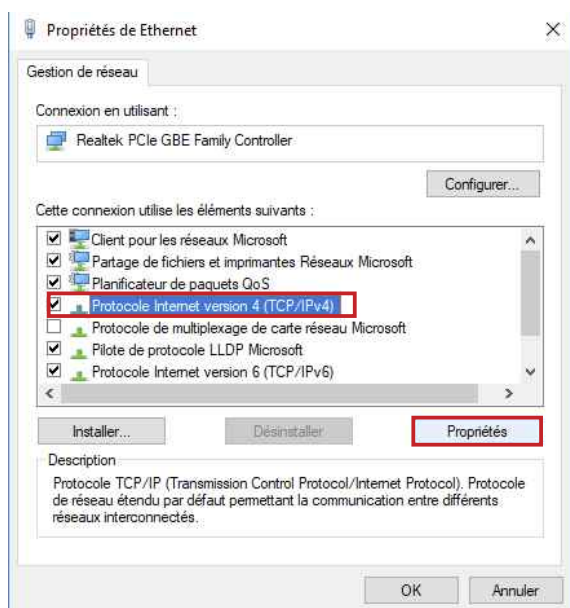 Propriétés de Ethernet
Gestion de réseau
Connexion en utilisant :
Realtek PCIe GBE Family Controller
Configurer...
Cette connexion utilise les éléments suivants :
Client pour les réseaux Microsoft
Partage de fichiers et imprimantes Réseaux Microsoft
Planificateur de paquets QoS
Protocole Internet version 4 (TCP/IPv4)
Protocole de multiplexage de carte réseau Microsoft
Pilote de protocole LLDP Microsoft
Protocole Internet version 6 (TCP/IPv6)
Installer...
Désinstaller
Propriétés
Description
Protocole TCP/IP (Transmission Control Protocol/Internet Protocol). Protocole
de réseau étendu par défaut permettant la communication entre différents
réseaux interconnectés.
OK
Annuler